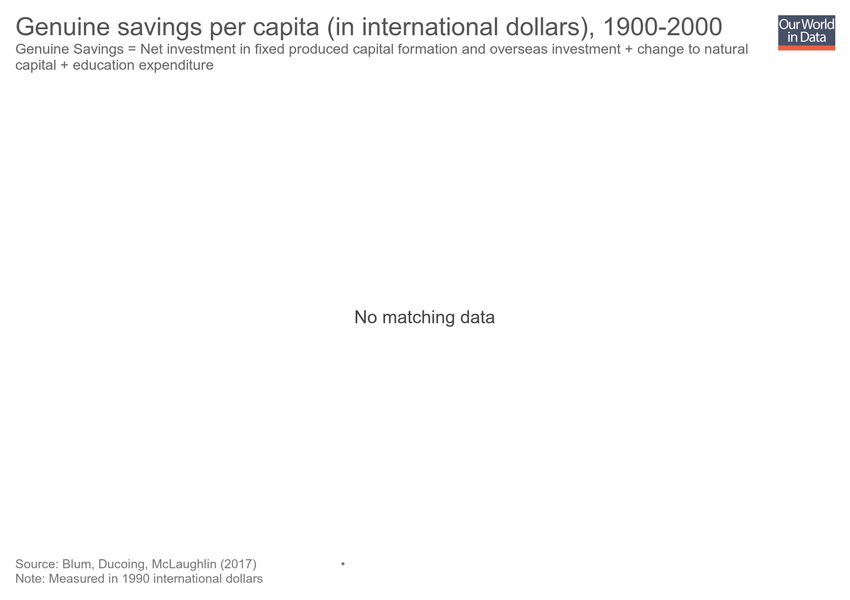 Genuine savings per capita (in international dollars), 1900-2000
Genuine Savings = Net investment in fixed produced capital formation and overseas investment + change to natural
capital + education expenditure
Our World
in Data
No matching data
Source: Blum, Ducoing, McLaughlin (2017) •
Note: Measured in 1990 international dollars